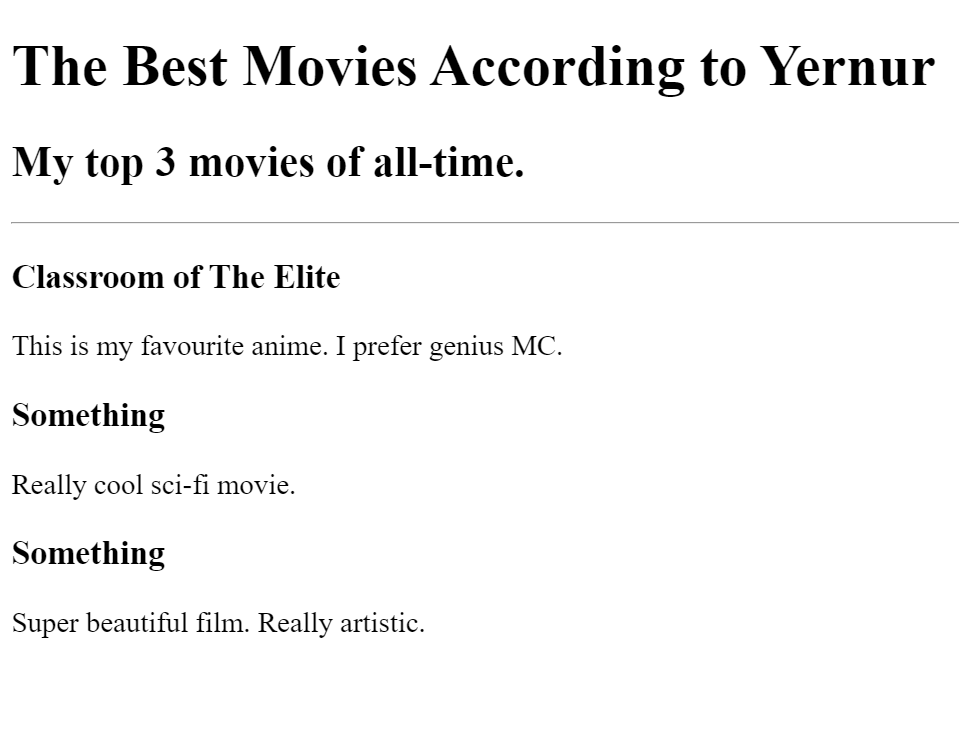 The Best Movies According to Yernur
My top 3 movies of all-time.
Classroom of The Elite
This is my favourite anime. I prefer genius MC.
Something
Really cool sci-fi movie.
Something
Super beautiful film. Really artistic.